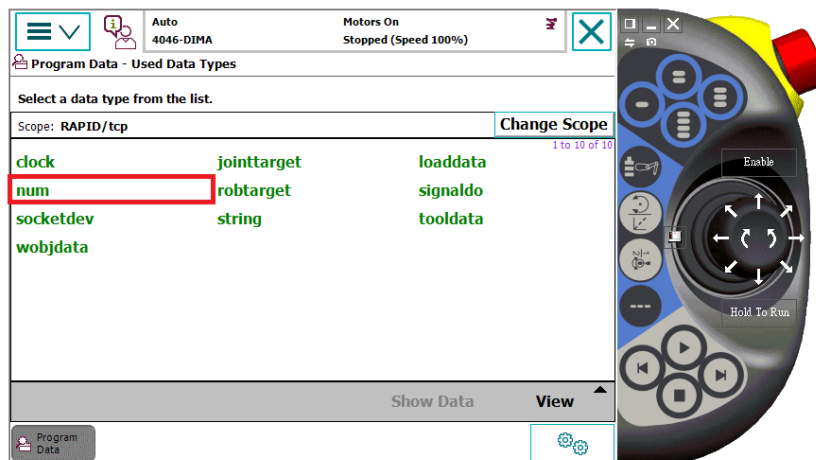 Auto
4046-DIMA
Motors On
Stopped (Speed 100%)
Program Data - Used Data Types
Select a data type from the list.
Scope: RAPID/tcp
Change Scope
1 to 10 of 10
clock jointtarget loaddata
num robtarget signaldo
socketdev string tooldata
wobjdata
Show Data View
Program
Data
Enable
Hold To Run